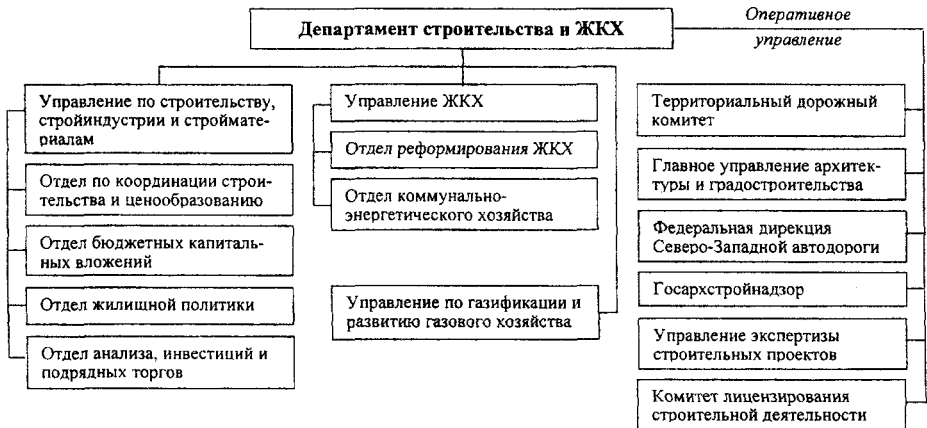 Департамент строительства и ЖКХ
Оперативное
управление
Управление по строительству,
стройиндустрии и строймате-
риалам
Отдел по координации строи-
тельства и ценообразованию
Отдел бюджетных капиталь-
ных вложений
Отдел жилищной политики
Отдел анализа, инвестиций и
подрядных торгов
Управление ЖКХ
Отдел реформирования ЖКХ
Отдел коммунально-
энергетического хозяйства
Управление по газификации и
развитию газового хозяйства
Территориальный дорожный
комитет
Главное управление архитек-
туры и градостроительства
Федеральная дирекция
Северо-Западной автодороги
Госархстройнадзор
Управление экспертизы
строительных проектов
Комитет лицензирования
строительной деятельности